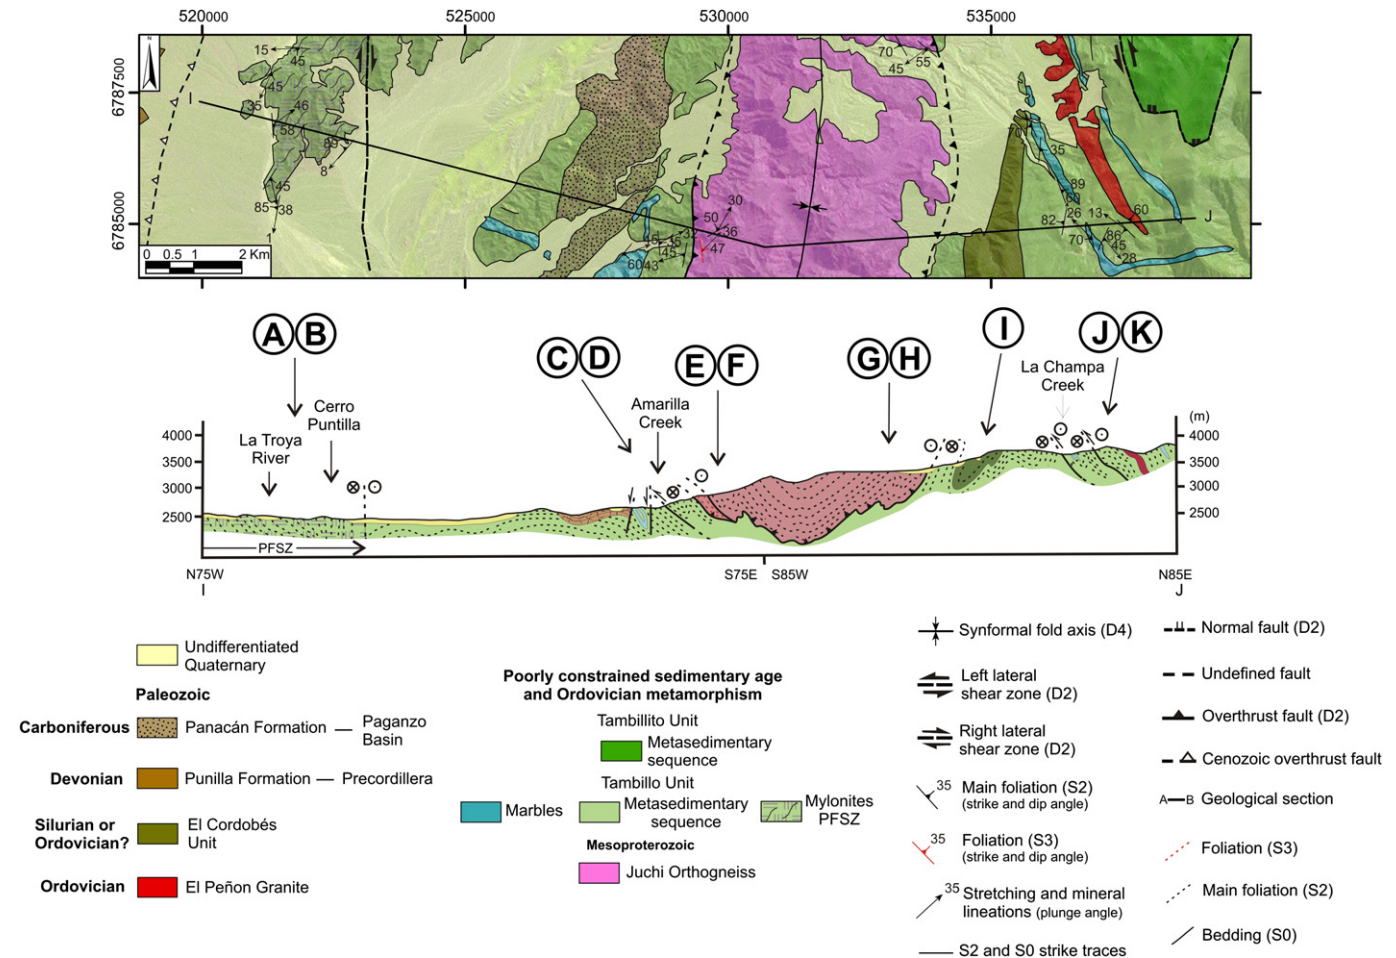 520000 525000 530000 535000
N
6787500
6785000
15
45
45
35
46
58
89
8
45
85 38
I
70
45 55
30
50
36
32
47
45
60 43
70
35
89
60
82 26 13 60
86
70 45
28
J
0 0.5 1 2 Km
A B
C D
E F
G H
I
J K
La Champa
Creek
Cerro
Puntilla
La Troya
River
Amarilla
Creek
(m)
4000 4000
3500 3500
3000 3000
2500 2500
PFSZ
N75W S75E S85W N85E
I J
Undifferentiated
Quaternary
Paleozoic
Carboniferous Panacán Formation — Paganzo
Basin
Devonian Punilla Formation — Precordillera
Silurian or
Ordovician? El Cordobés
Unit
Ordovician El Peñon Granite
Poorly constrained sedimentary age
and Ordovician metamorphism
Tambillito Unit
Metasedimentary
sequence
Tambillo Unit
Marbles Metasedimentary
sequence
Mylonites
PFSZ
Mesoproterozoic
Juchi Orthogneiss
Synformal fold axis (D4)
Left lateral
shear zone (D2)
Right lateral
shear zone (D2)
35 Main foliation (S2)
(strike and dip angle)
35 Foliation (S3)
(strike and dip angle)
35 Stretching and mineral
lineations (plunge angle)
S2 and S0 strike traces
Normal fault (D2)
Undefined fault
Overthrust fault (D2)
Cenozoic overthrust fault
A—B Geological section
Foliation (S3)
Main foliation (S2)
Bedding (S0)